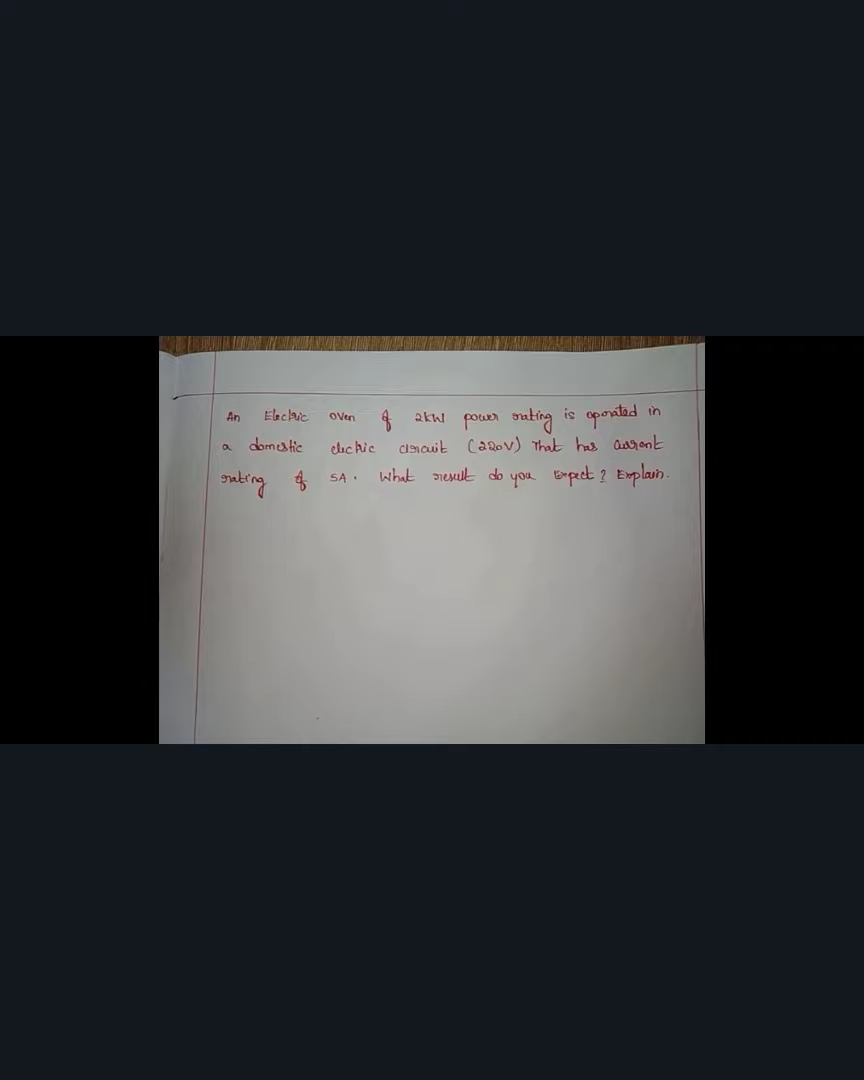 An Electric oven of 2kW power rating is operated in
a domestic electric circuit (220V) That has current
rating of 5A. What result do you Expect? Explain.